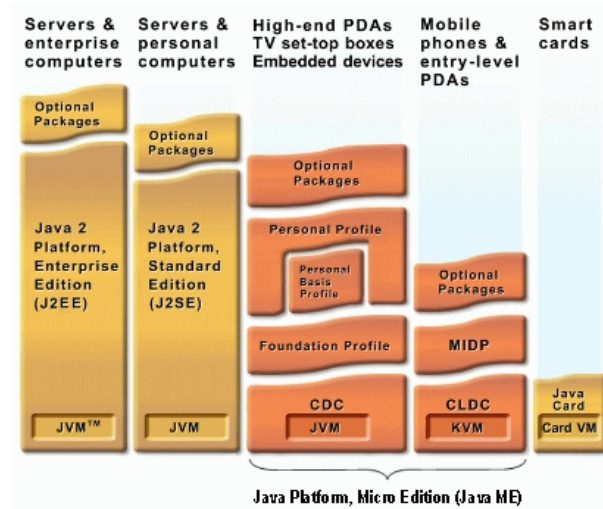 Servers &
enterprise
computers
Optional
Packages
Java 2
Platform,
Enterprise
Edition
(J2EE)
JVM™
Servers &
personal
computers
Optional
Packages
Java 2
Platform,
Standard
Edition
(J2SE)
JVM
High-end PDAs
TV set-top boxes
Embedded devices
Optional
Packages
Personal Profile
Personal
Basis
Profile
Foundation Profile
CDC
JVM
Mobile
phones &
entry-level
PDAs
Optional
Packages
MIDP
CLDC
KVM
Smart
cards
Java
Card
Card VM
Java Platform, Micro Edition (Java ME)